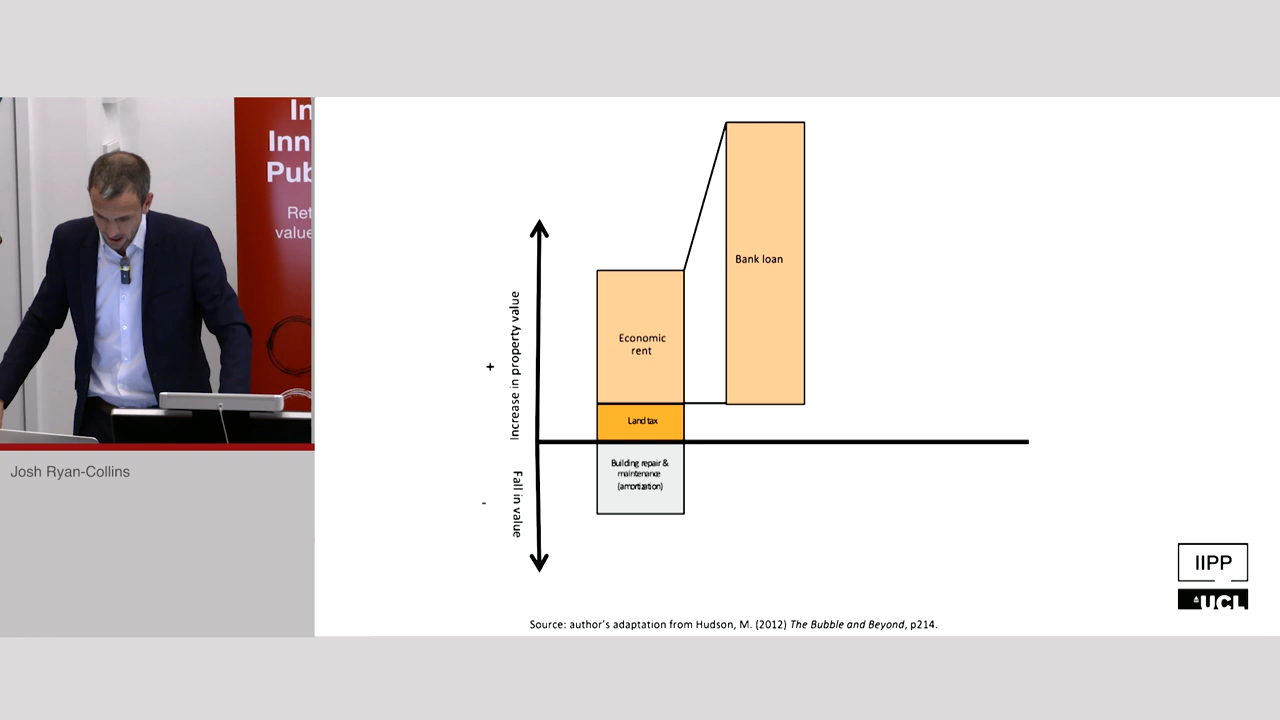 In
Inn
Pub
Ret
value
Josh Ryan-Collins
Bank loan
Economic
rent
Land tax
Building repair &
maintenance
(amortization)
+
Increase in property value
-
Fall in value
IIPP
UCL
Source: author's adaptation from Hudson, M. (2012) The Bubble and Beyond, p214.